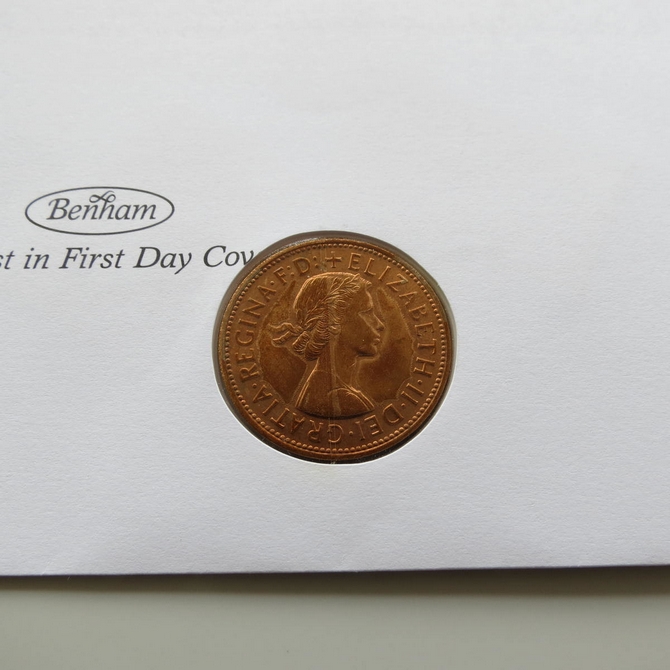 Benham
st in First Day Cov
+ ELIZABETH · II · DEI · GRATIA · REGINA · F : D :